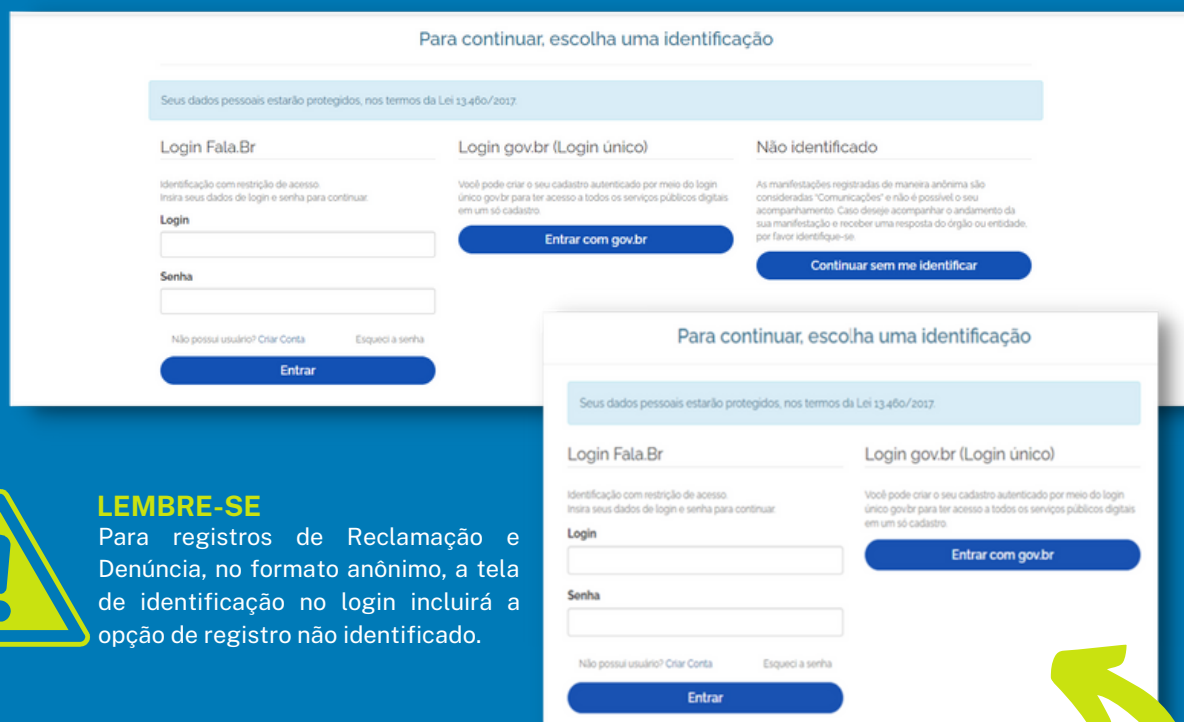 Para continuar, escolha uma identificação
Seus dados pessoais estarão protegidos, nos termos da Lei 13.460/2017.
Login Fala.Br
Identificação com restrição de acesso.
Insira seus dados de login e senha para continuar.
Login
Senha
Não possui usuário? Criar Conta
Esqueci a senha
Entrar
Login gov.br (Login único)
Você pode criar o seu cadastro autenticado por meio do login
único gov.br para ter acesso a todos os serviços públicos digitais
em um só cadastro.
Entrar com gov.br
Não identificado
As manifestações registradas de maneira anônima são
consideradas "Comunicações" e não é possível o seu
acompanhamento. Caso deseje acompanhar o andamento da
sua manifestação e receber uma resposta do órgão ou entidade,
por favor identifique-se.
Continuar sem me identificar
LEMBRE-SE
Para registros de Reclamação e
Denúncia, no formato anônimo, a tela
de identificação no login incluirá a
opção de registro não identificado.
Para continuar, escolha uma identificação
Seus dados pessoais estarão protegidos, nos termos da Lei 13.460/2017.
Login Fala.Br
Identificação com restrição de acesso.
Insira seus dados de login e senha para continuar.
Login
Senha
Não possui usuário? Criar Conta
Esqueci a senha
Entrar
Login gov.br (Login único)
Você pode criar o seu cadastro autenticado por meio do login
único gov.br para ter acesso a todos os serviços públicos digitais
em um só cadastro.
Entrar com gov.br